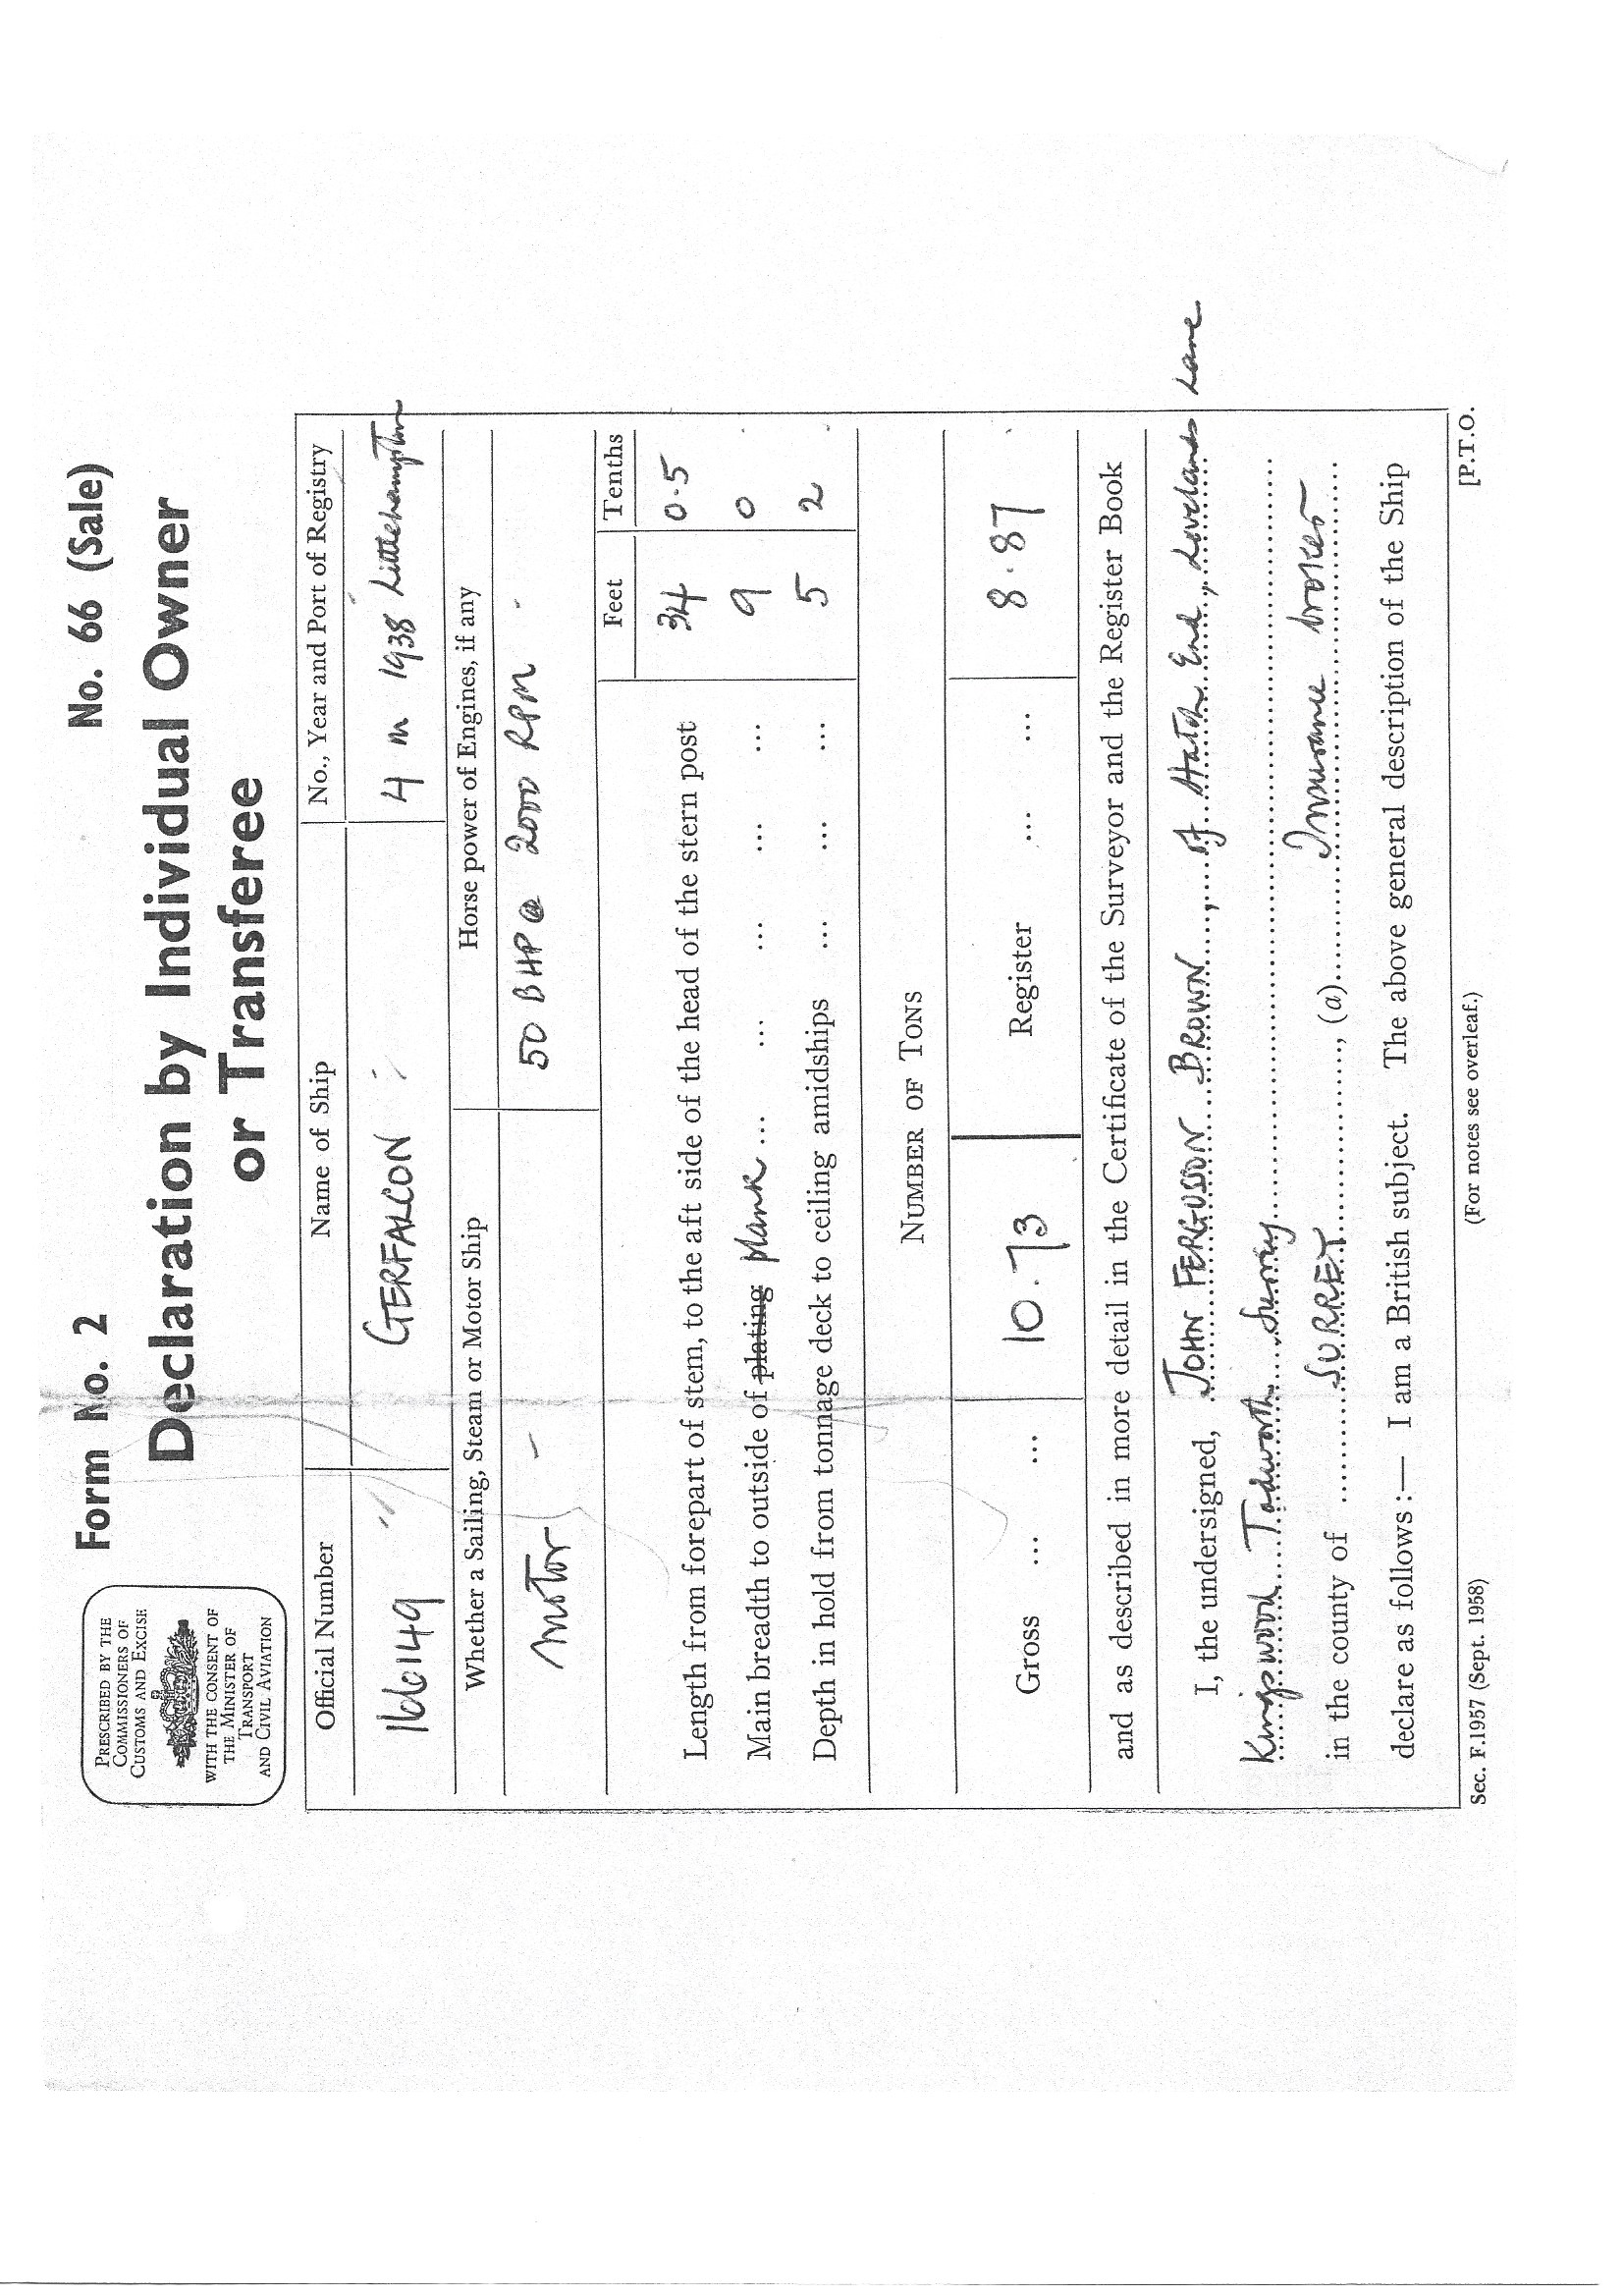 Form No. 2 No. 66 (Sale)
PRESCRIBED BY THE
COMMISSIONERS OF
CUSTOMS AND EXCISE
WITH THE CONSENT OF
THE MINISTER OF
TRANSPORT
AND CIVIL AVIATION
Declaration by Individual Owner
or Transferee
Official Number Name of Ship No., Year and Port of Registry
166149 GERFALCON 4 in 1938 Littlehampton
Whether a Sailing, Steam or Motor Ship Horse power of Engines, if any
Motor - 50 BHP @ 2000 RPM
Feet Tenths
Length from forepart of stem, to the aft side of the head of the stern post 34 0.5
Main breadth to outside of plating plank ... ... ... ... ... 9 0
Depth in hold from tonnage deck to ceiling amidships ... ... ... 5 2
NUMBER OF TONS
Gross ... ... 10.73 Register ... ... 8.87
and as described in more detail in the Certificate of the Surveyor and the Register Book
I, the undersigned, JOHN FERGUSSON BROWN, of Hatch End, Lovelands Lane
Kingswood Tadworth Surrey
in the county of SURREY, (a) Insurance broker
declare as follows:— I am a British subject. The above general description of the Ship
Sec. F.1957 (Sept. 1958) (For notes see overleaf.) [P.T.O.